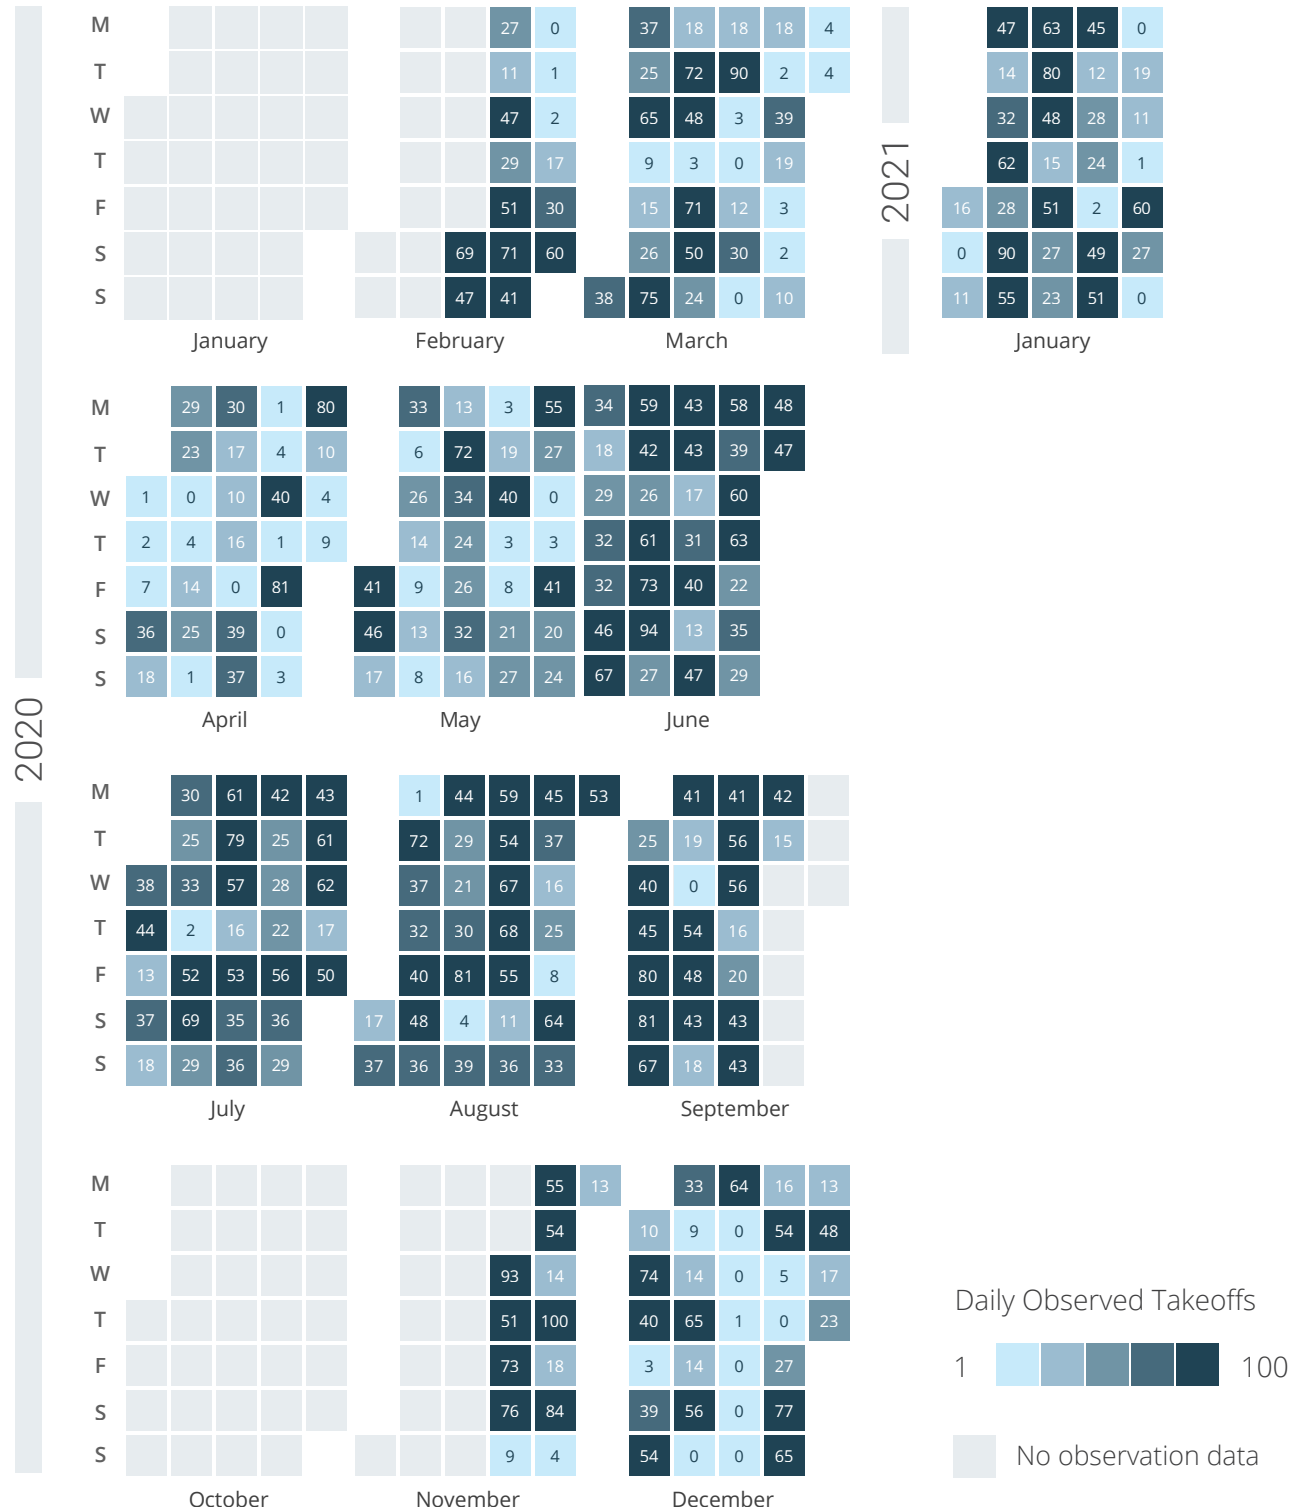 M 27 0 37 18 18 18 4 47 63 45 0
T 11 1 25 72 90 2 4 14 80 12 19
W 47 2 65 48 3 39 32 48 28 11
T 29 17 9 3 0 19 62 15 24 1
F 51 30 15 71 12 3 16 28 51 2 60
S 69 71 60 26 50 30 2 0 90 27 49 27
S 47 41 38 75 24 0 10 11 55 23 51 0
January February March January
2021
M 29 30 1 80 33 13 3 55 34 59 43 58 48
T 23 17 4 10 6 72 19 27 18 42 43 39 47
W 1 0 10 40 4 26 34 40 0 29 26 17 60
T 2 4 16 1 9 14 24 3 3 32 61 31 63
F 7 14 0 81 41 9 26 8 41 32 73 40 22
S 36 25 39 0 46 13 32 21 20 46 94 13 35
S 18 1 37 3 17 8 16 27 24 67 27 47 29
April May June
2020
M 30 61 42 43 1 44 59 45 53 41 41 42
T 25 79 25 61 72 29 54 37 25 19 56 15
W 38 33 57 28 62 37 21 67 16 40 0 56
T 44 2 16 22 17 32 30 68 25 45 54 16
F 13 52 53 56 50 40 81 55 8 80 48 20
S 37 69 35 36 17 48 4 11 64 81 43 43
S 18 29 36 29 37 36 39 36 33 67 18 43
July August September
M 55 13 33 64 16 13
T 54 10 9 0 54 48
W 93 14 74 14 0 5 17
T 51 100 40 65 1 0 23
F 73 18 3 14 0 27
S 76 84 39 56 0 77
S 9 4 54 0 0 65
October November December
Daily Observed Takeoffs
1 100
No observation data